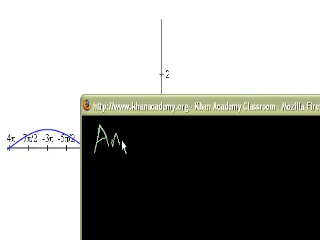 2
http://www.khanacademy.org - Khan Academy Classroom - Mozilla Fire
4π -7π/2 -3π -5π/2
An